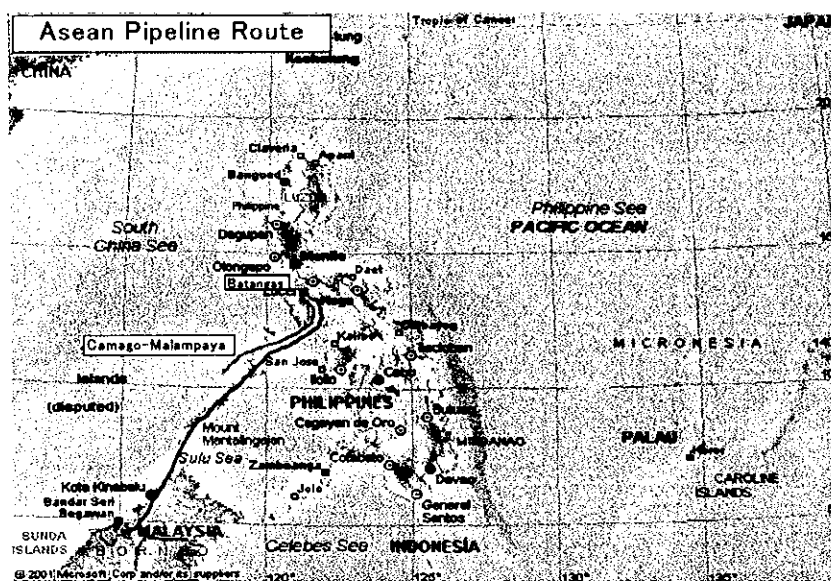 Asean Pipeline Route
Tropic of Cancer
JAPAN
CHINA
Kaohsiung
Claveria
Aparri
Bangued
LUZON
Philippine
Philippine Sea
PACIFIC OCEAN
South
China Sea
Dagupan
Manila
Olongapo
Daet
Batangas
Naga
Camago-Malampaya
Kalibo
Tacloban
MICRONESIA
San Jose
Iloilo
Cebu
Islands
(disputed)
PHILIPPINES
Butuan
Mount
Mantalingajan
Cagayan de Oro
MINDANAO
PALAU
Sulu Sea
Zamboanga
Cotabato
Davao
CAROLINE
ISLANDS
Kota Kinabalu
Jolo
General
Santos
Bandar Seri
Begawan
SUNDA
ISLANDS
MALAYSIA
BORNEO
Celebes Sea
INDONESIA
© 2001 Microsoft Corp and/or its suppliers
120°
125°
130°
135°